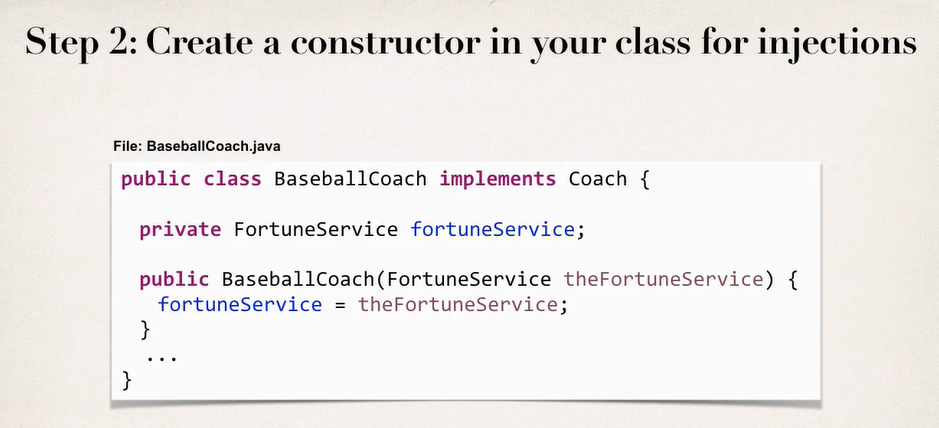 Step 2: Create a constructor in your class for injections
File: BaseballCoach.java
public class BaseballCoach implements Coach {
private FortuneService fortuneService;
public BaseballCoach(FortuneService theFortuneService) {
fortuneService = theFortuneService;
}
...
}